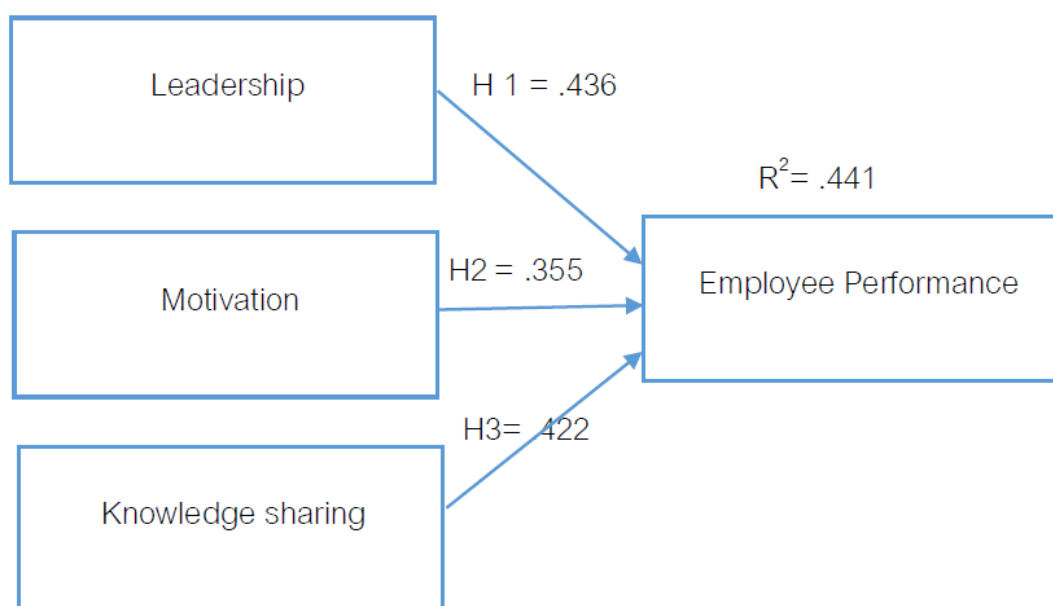 Leadership
H 1 = .436
R²= .441
Motivation
H2 = .355
Employee Performance
H3= .422
Knowledge sharing